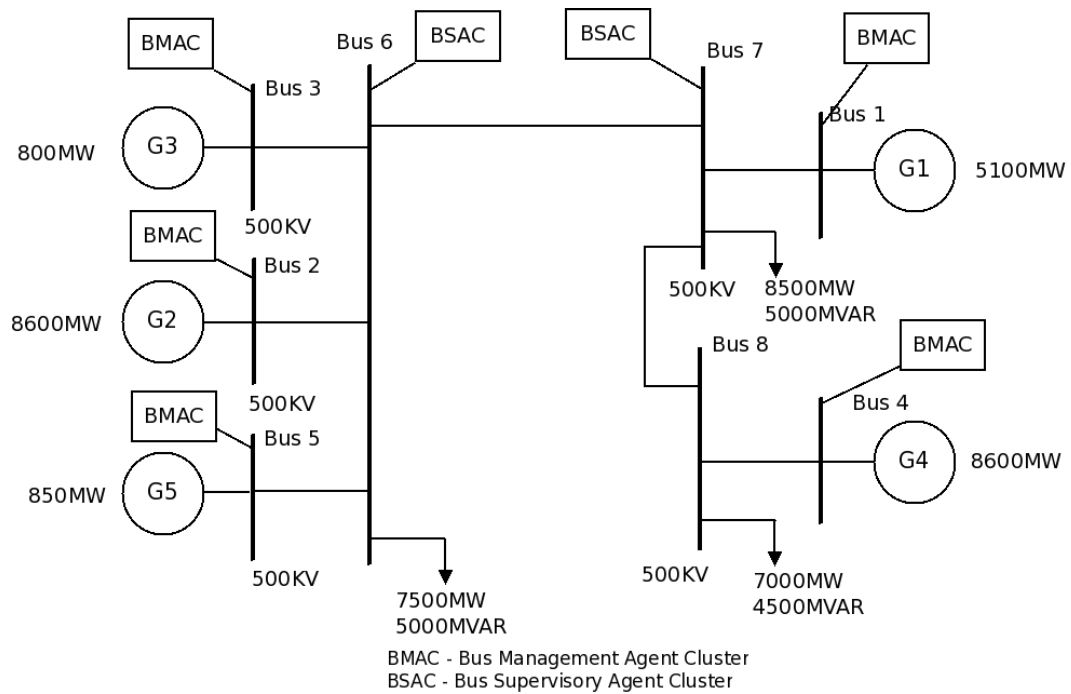 BMAC
Bus 6
BSAC
BSAC
Bus 7
BMAC
Bus 3
Bus 1
G3
800MW
G1
5100MW
500KV
BMAC
Bus 2
G2
8600MW
500KV
8500MW
5000MVAR
Bus 8
BMAC
500KV
BMAC
Bus 5
Bus 4
G5
850MW
G4
8600MW
500KV
500KV
7000MW
4500MVAR
7500MW
5000MVAR
BMAC - Bus Management Agent Cluster
BSAC - Bus Supervisory Agent Cluster